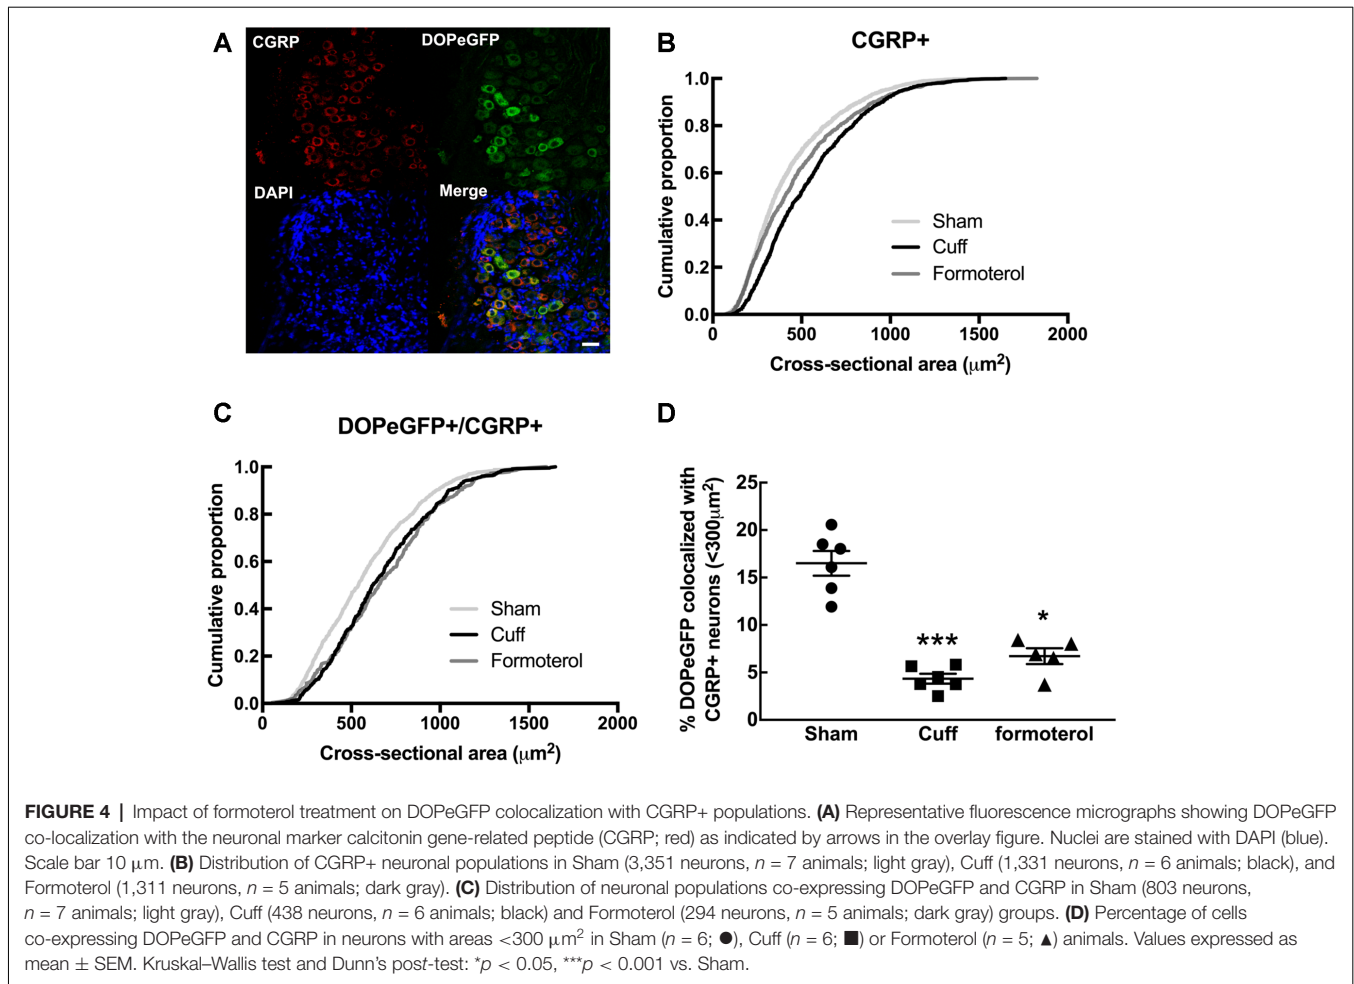 A
CGRP
DOPeGFP
DAPI
Merge
B
CGRP+
Cumulative proportion
1.0
0.8
0.6
0.4
0.2
0.0
0 500 1000 1500 2000
Cross-sectional area (μm²)
Sham
Cuff
Formoterol
C
DOPeGFP+/CGRP+
Cumulative proportion
1.0
0.8
0.6
0.4
0.2
0.0
0 500 1000 1500 2000
Cross-sectional area (μm²)
Sham
Cuff
Formoterol
D
% DOPeGFP colocalized with
CGRP+ neurons (<300μm²)
25
20
15
10
5
0
***
*
Sham Cuff formoterol
FIGURE 4 | Impact of formoterol treatment on DOPeGFP colocalization with CGRP+ populations. (A) Representative fluorescence micrographs showing DOPeGFP
co-localization with the neuronal marker calcitonin gene-related peptide (CGRP; red) as indicated by arrows in the overlay figure. Nuclei are stained with DAPI (blue).
Scale bar 10 μm. (B) Distribution of CGRP+ neuronal populations in Sham (3,351 neurons, n = 7 animals; light gray), Cuff (1,331 neurons, n = 6 animals; black), and
Formoterol (1,311 neurons, n = 5 animals; dark gray). (C) Distribution of neuronal populations co-expressing DOPeGFP and CGRP in Sham (803 neurons,
n = 7 animals; light gray), Cuff (438 neurons, n = 6 animals; black) and Formoterol (294 neurons, n = 5 animals; dark gray) groups. (D) Percentage of cells
co-expressing DOPeGFP and CGRP in neurons with areas <300 μm² in Sham (n = 6; ●), Cuff (n = 6; ■) or Formoterol (n = 5; ▲) animals. Values expressed as
mean ± SEM. Kruskal–Wallis test and Dunn's post-test: *p < 0.05, ***p < 0.001 vs. Sham.